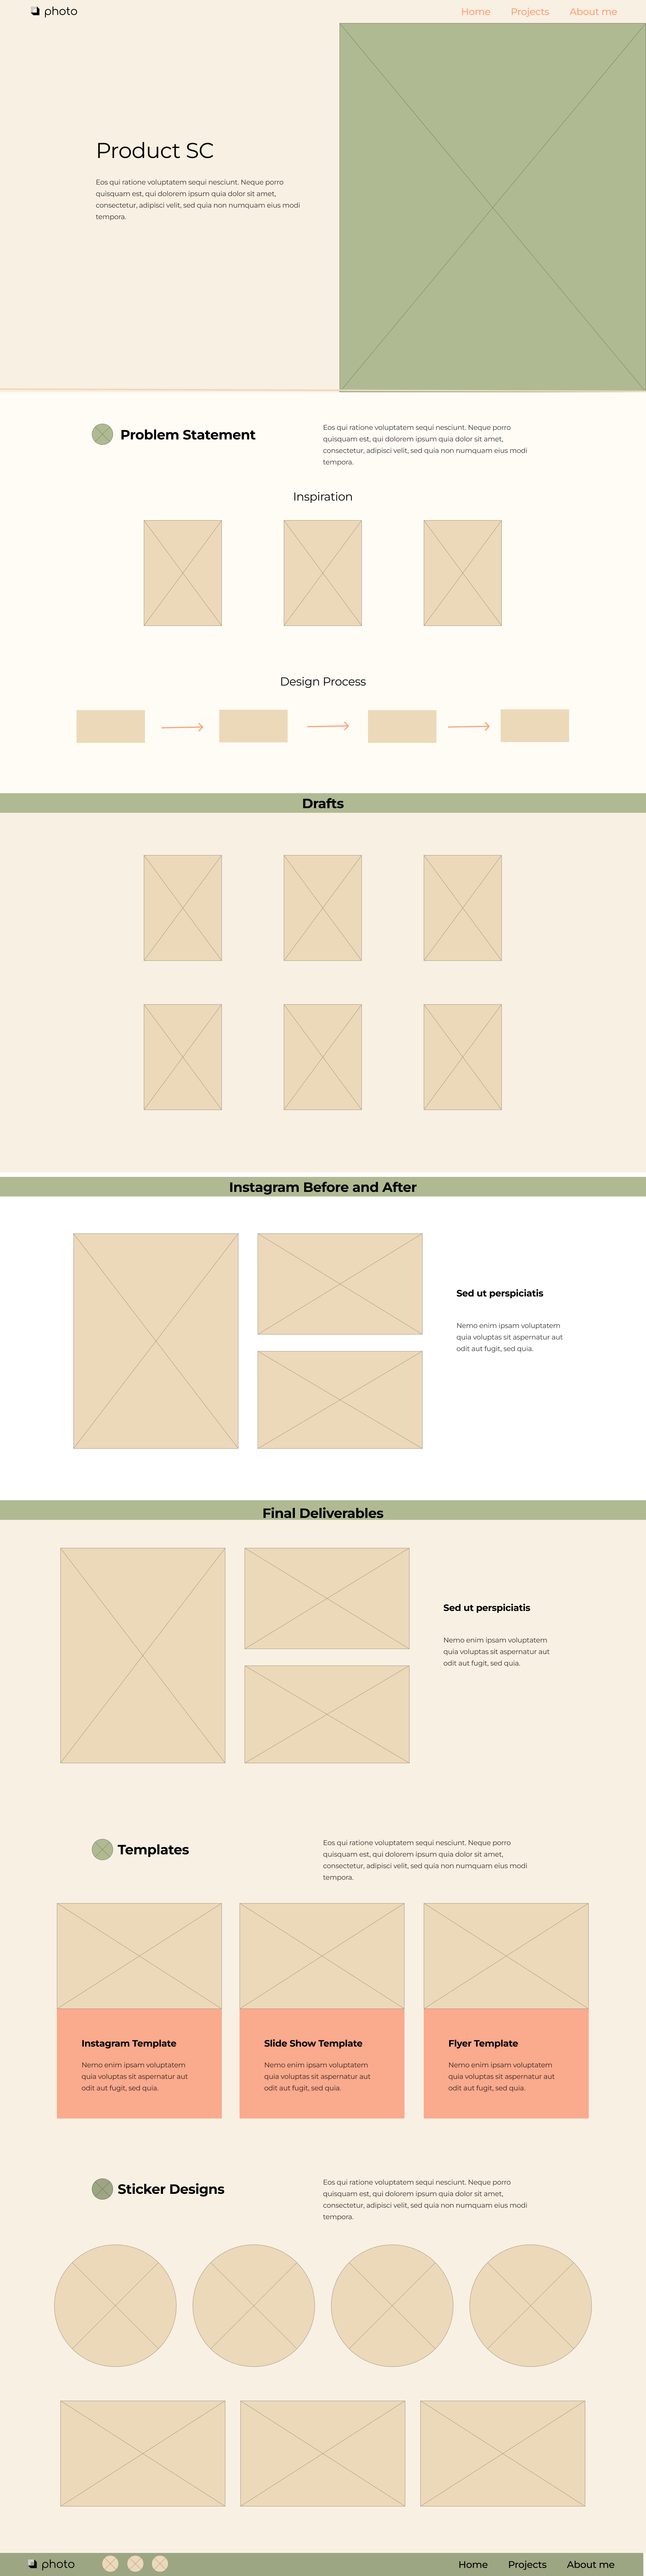 photo
Home Projects About me
Product SC
Eos qui ratione voluptatem sequi nesciunt. Neque porro
quisquam est, qui dolorem ipsum quia dolor sit amet,
consectetur, adipisci velit, sed quia non numquam eius modi
tempora.
Problem Statement
Eos qui ratione voluptatem sequi nesciunt. Neque porro
quisquam est, qui dolorem ipsum quia dolor sit amet,
consectetur, adipisci velit, sed quia non numquam eius modi
tempora.
Inspiration
Design Process
Drafts
Instagram Before and After
Sed ut perspiciatis
Nemo enim ipsam voluptatem
quia voluptas sit aspernatur aut
odit aut fugit, sed quia.
Final Deliverables
Sed ut perspiciatis
Nemo enim ipsam voluptatem
quia voluptas sit aspernatur aut
odit aut fugit, sed quia.
Templates
Eos qui ratione voluptatem sequi nesciunt. Neque porro
quisquam est, qui dolorem ipsum quia dolor sit amet,
consectetur, adipisci velit, sed quia non numquam eius modi
tempora.
Instagram Template
Nemo enim ipsam voluptatem
quia voluptas sit aspernatur aut
odit aut fugit, sed quia.
Slide Show Template
Nemo enim ipsam voluptatem
quia voluptas sit aspernatur aut
odit aut fugit, sed quia.
Flyer Template
Nemo enim ipsam voluptatem
quia voluptas sit aspernatur aut
odit aut fugit, sed quia.
Sticker Designs
Eos qui ratione voluptatem sequi nesciunt. Neque porro
quisquam est, qui dolorem ipsum quia dolor sit amet,
consectetur, adipisci velit, sed quia non numquam eius modi
tempora.
photo
Home Projects About me